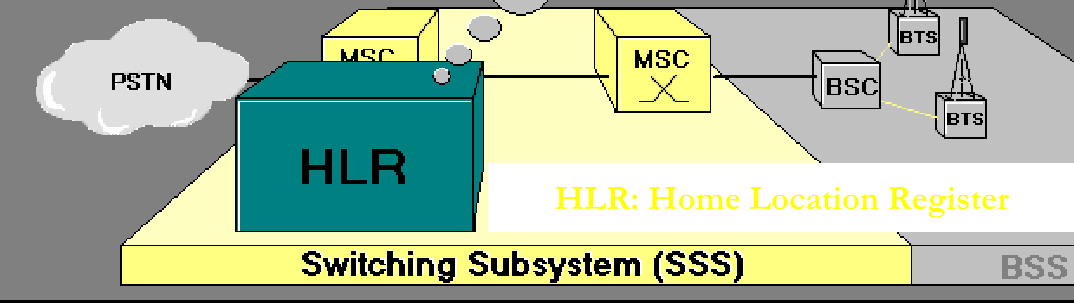 BTS
MSC
MSC
PSTN
BSC
BTS
HLR
HLR: Home Location Register
Switching Subsystem (SSS)
BSS